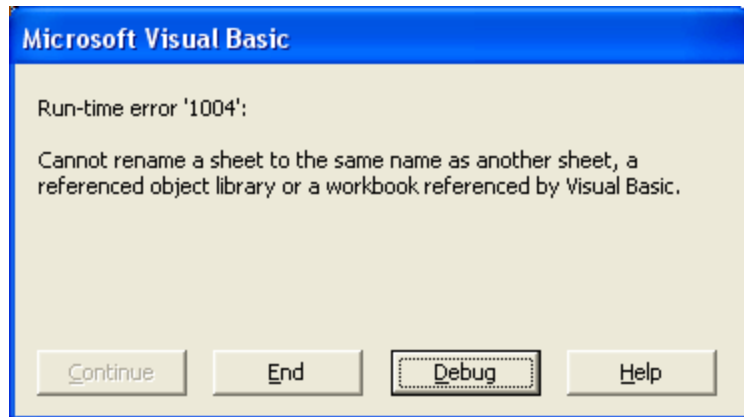 Microsoft Visual Basic
Run-time error '1004':
Cannot rename a sheet to the same name as another sheet, a
referenced object library or a workbook referenced by Visual Basic.
Continue End Debug Help